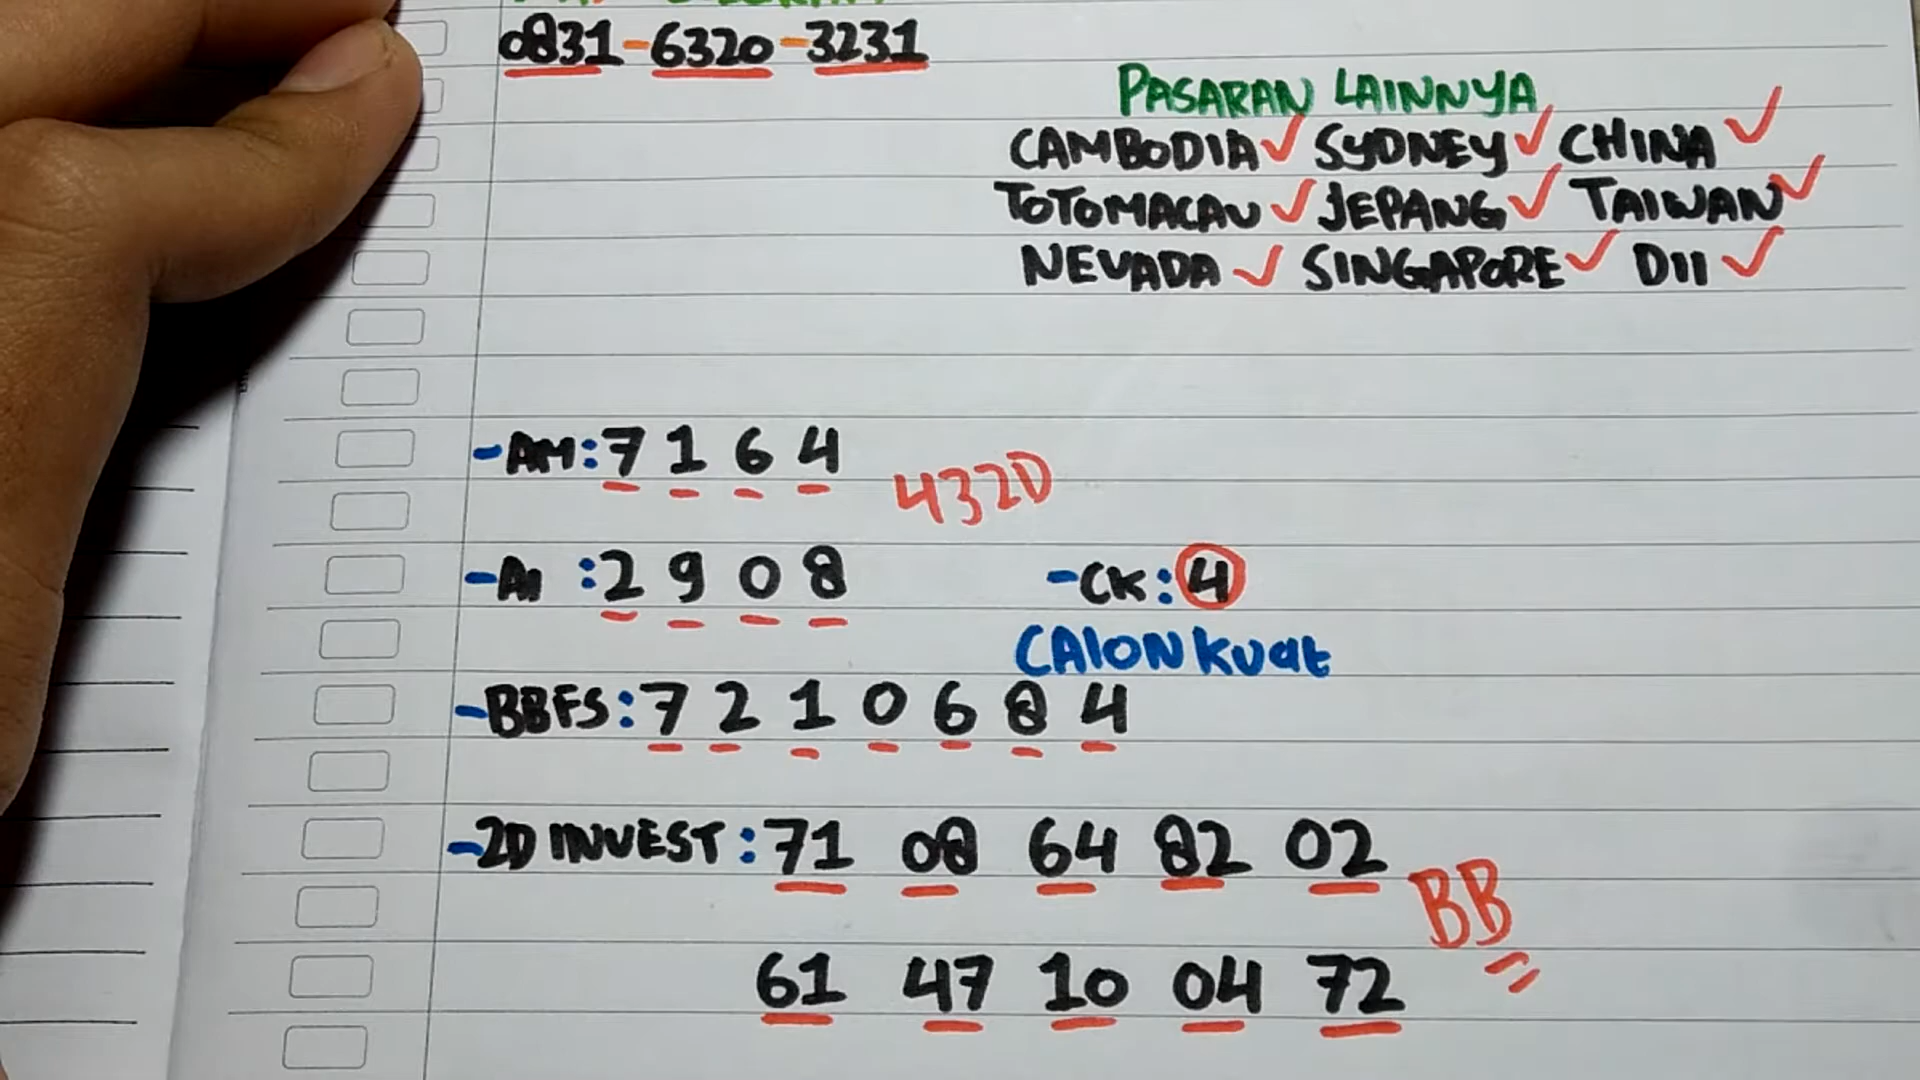 0831-6320-3231
PASARAN LAINNYA
CAMBODIA ✓ SYDNEY ✓ CHINA ✓
TOTOMACAU ✓ JEPANG ✓ TAIWAN ✓
NEVADA ✓ SINGAPORE ✓ Dll ✓
-AM: 7 1 6 4
432D
-AI : 2 9 0 8 -CK: 4
CALON KUAt
-BBFS: 7 2 1 0 6 8 4
-2D INVEST: 71 08 64 82 02
BB
61 47 10 04 72